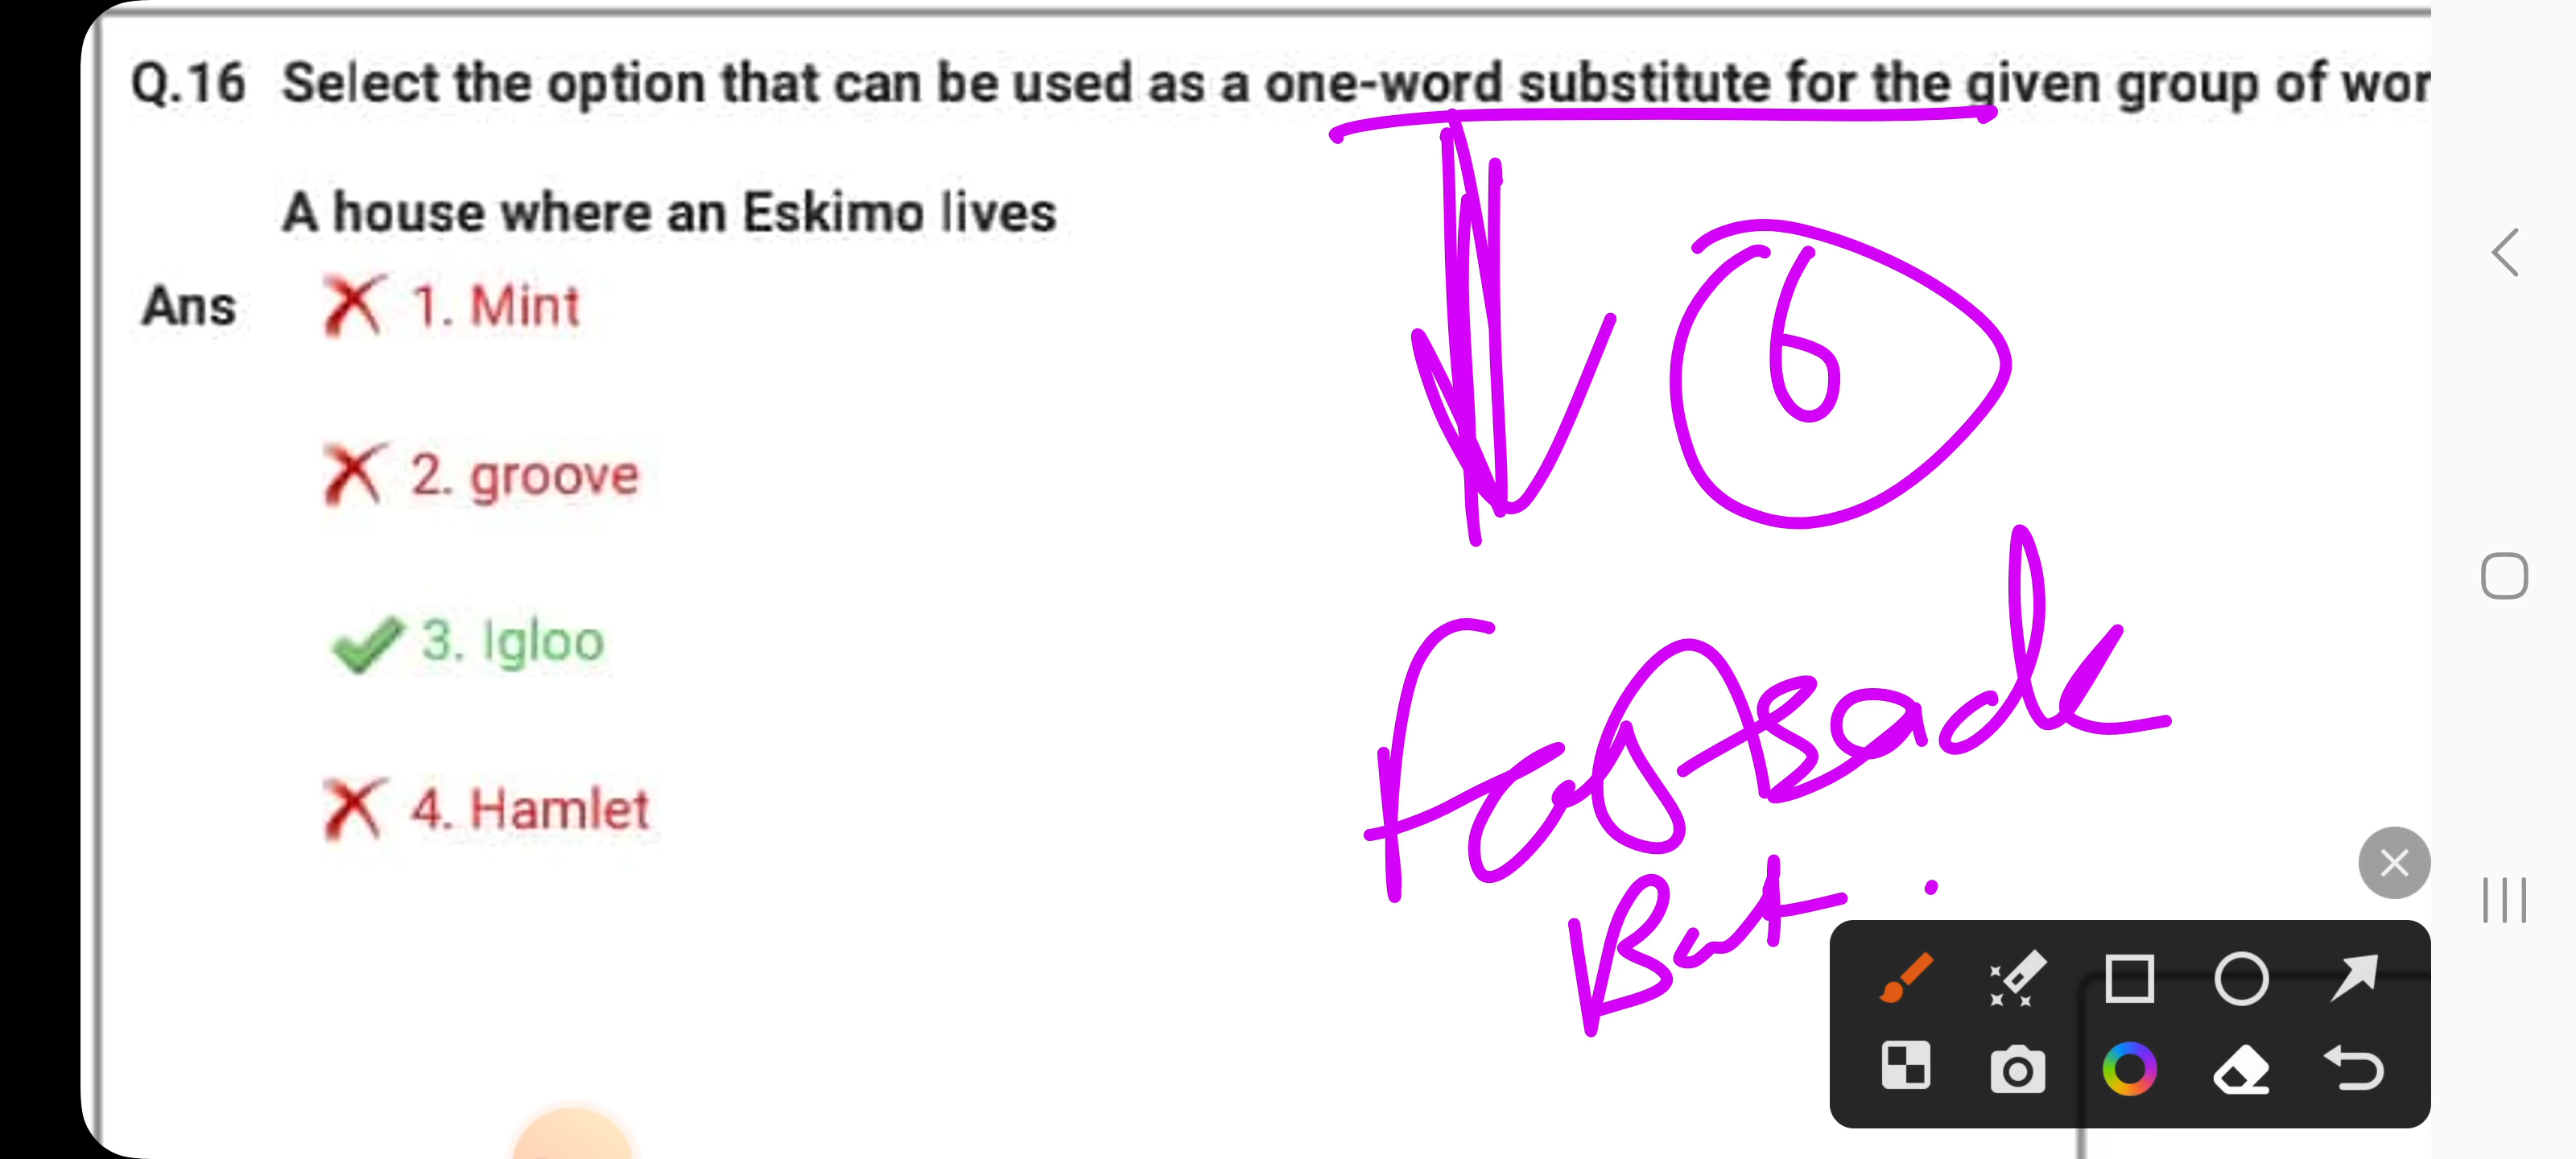 Q.16 Select the option that can be used as a one-word substitute for the given group of wor
A house where an Eskimo lives
Ans 1. Mint
2. groove
3. Igloo
4. Hamlet
6
But